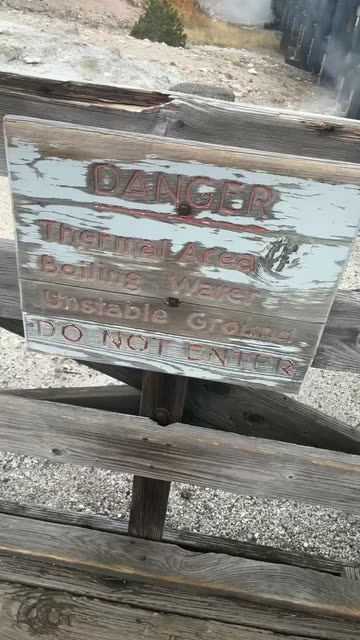 DANGER
Thermal Area
Boiling Water
Unstable Ground
DO NOT ENTER